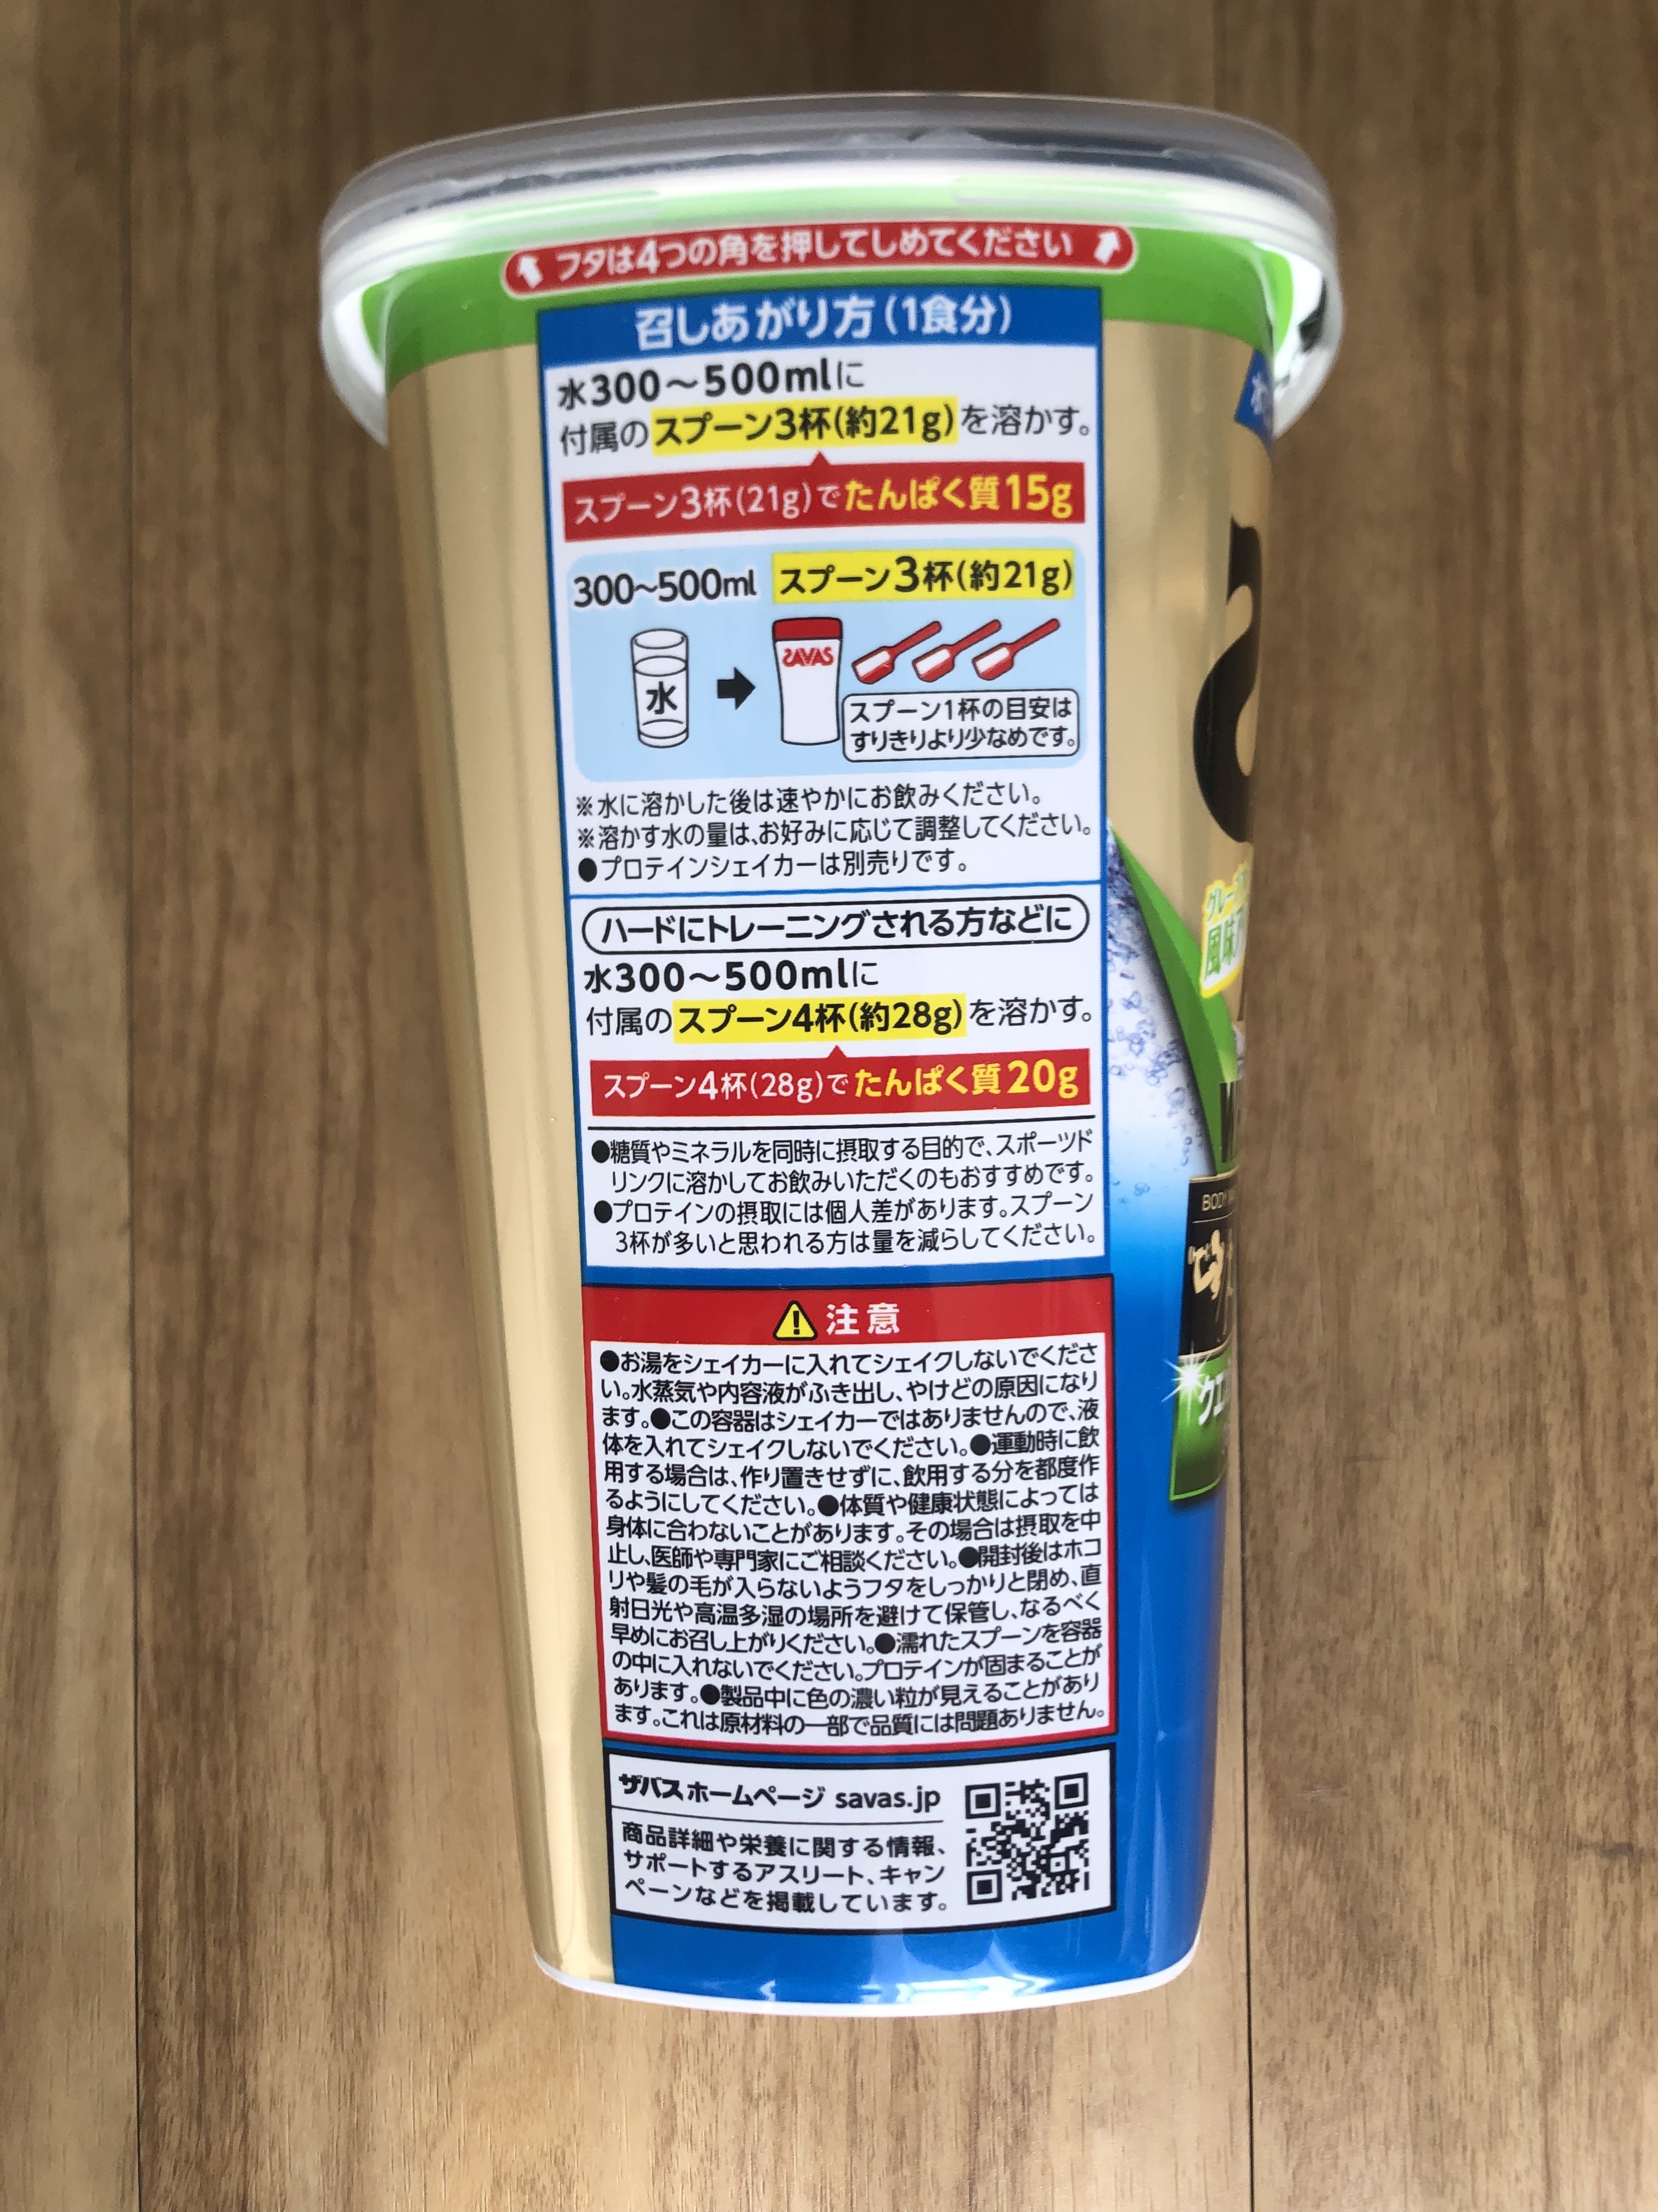 フタは4つの角を押してしめてください
召しあがり方(1食分)
水300～500mlに
付属のスプーン3杯(約21g)を溶かす。
スプーン3杯(21g)でたんぱく質15g
300～500ml スプーン3杯(約21g)
水
SAVAS
スプーン1杯の目安は
すりきりより少なめです。
※水に溶かした後は速やかにお飲みください。
※溶かす水の量は、お好みに応じて調整してください。
●プロテインシェイカーは別売りです。
ハードにトレーニングされる方などに
水300～500mlに
付属のスプーン4杯(約28g)を溶かす。
スプーン4杯(28g)でたんぱく質20g
●糖質やミネラルを同時に摂取する目的で、スポーツド
リンクに溶かしてお飲みいただくのもおすすめです。
●プロテインの摂取には個人差があります。スプーン
3杯が多いと思われる方は量を減らしてください。
注意
●お湯をシェイカーに入れてシェイクしないでくださ
い。水蒸気や内容液がふき出し、やけどの原因になり
ます。●この容器はシェイカーではありませんので、液
体を入れてシェイクしないでください。●運動時に飲
用する場合は、作り置きせずに、飲用する分を都度作
るようにしてください。●体質や健康状態によっては
身体に合わないことがあります。その場合は摂取を中
止し、医師や専門家にご相談ください。●開封後はホコ
リや髪の毛が入らないようフタをしっかりと閉め、直
射日光や高温多湿の場所を避けて保管し、なるべく
早めにお召し上がりください。●濡れたスプーンを容器
の中に入れないでください。プロテインが固まることが
あります。●製品中に色の濃い粒が見えることがあり
ます。これは原材料の一部で品質には問題ありません。
ザバスホームページ savas.jp
商品詳細や栄養に関する情報、
サポートするアスリート、キャン
ペーンなどを掲載しています。
風味
BODY